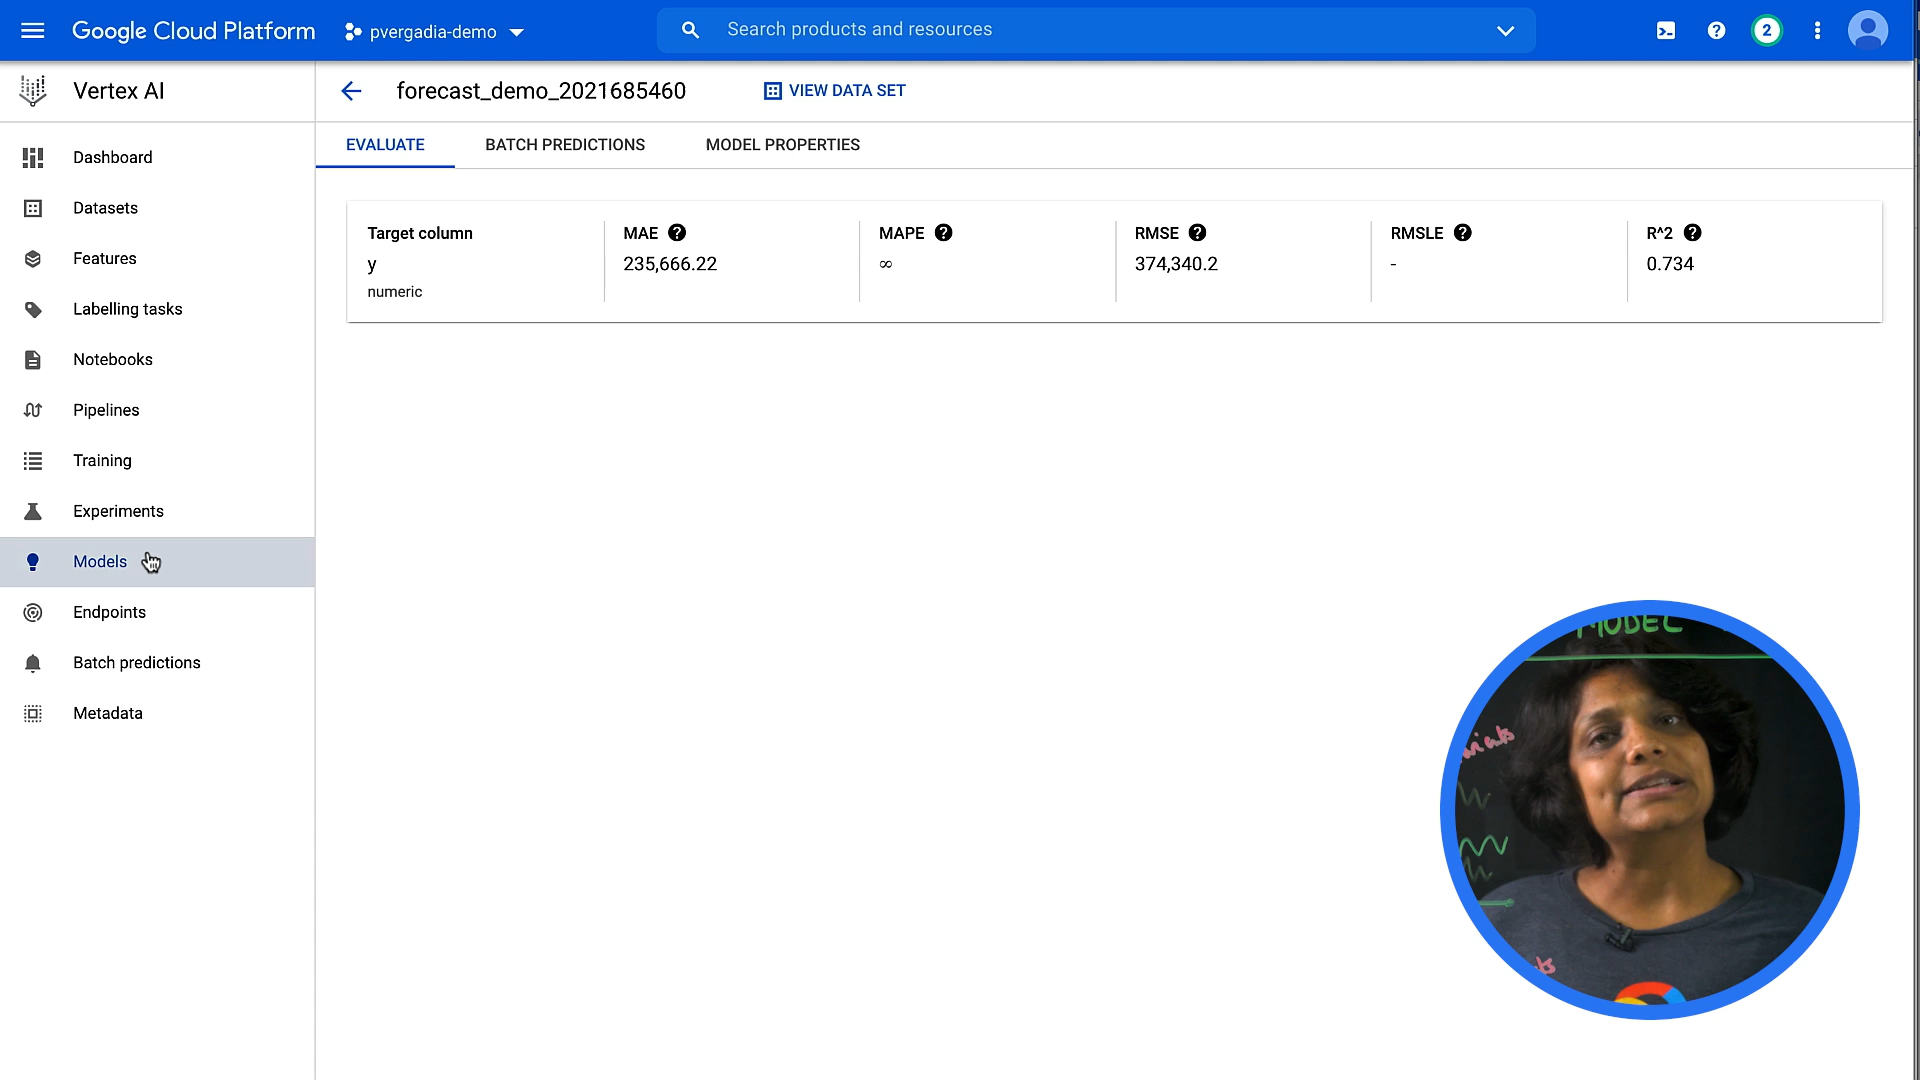 Google Cloud Platform
pvergadia-demo
Search products and resources
2
Vertex AI
forecast_demo_2021685460
VIEW DATA SET
Dashboard
Datasets
Features
Labelling tasks
Notebooks
Pipelines
Training
Experiments
Models
Endpoints
Batch predictions
Metadata
EVALUATE
BATCH PREDICTIONS
MODEL PROPERTIES
Target column
y
numeric
MAE
235,666.22
MAPE
∞
RMSE
374,340.2
RMSLE
-
R^2
0.734
MODEL